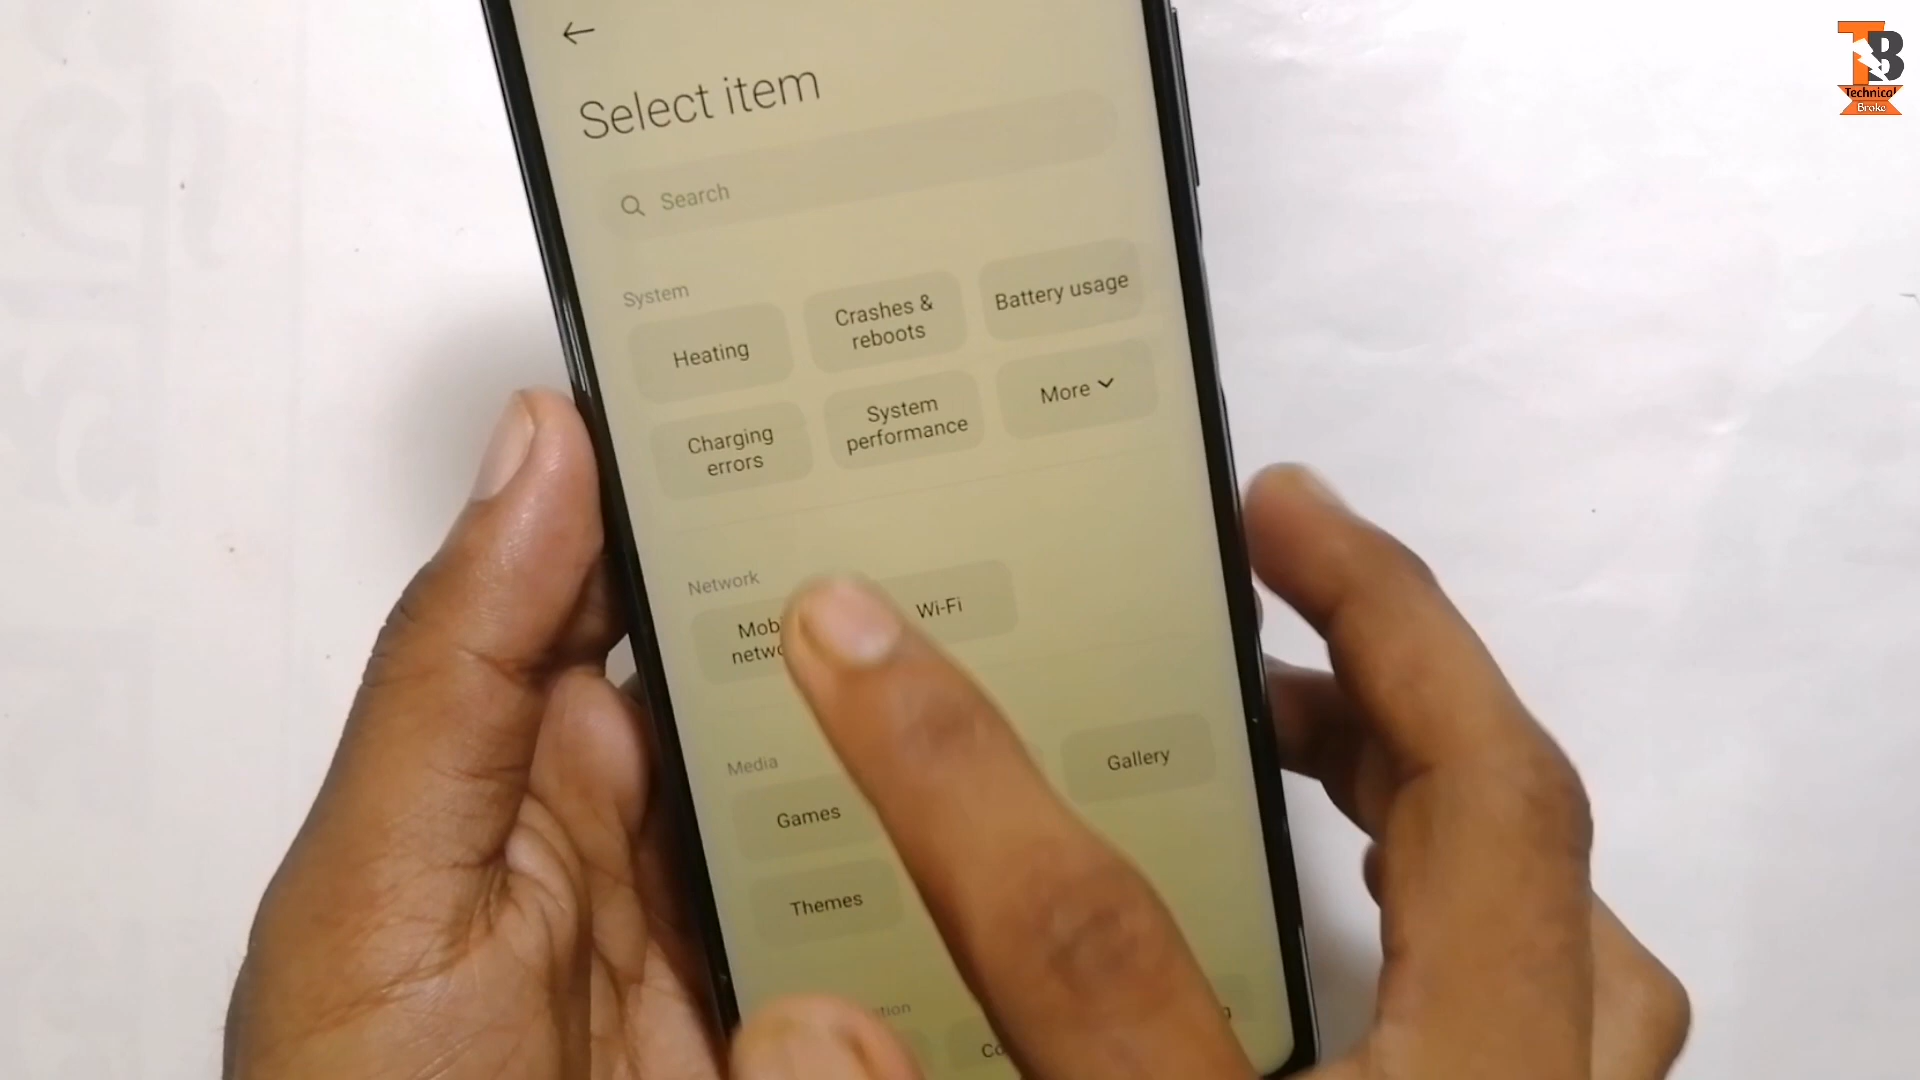 Technical
Broke
Select item
Search
System
Heating
Crashes &
reboots
Battery usage
Charging
errors
System
performance
More
Network
Wi-Fi
Media
Games
Gallery
Themes